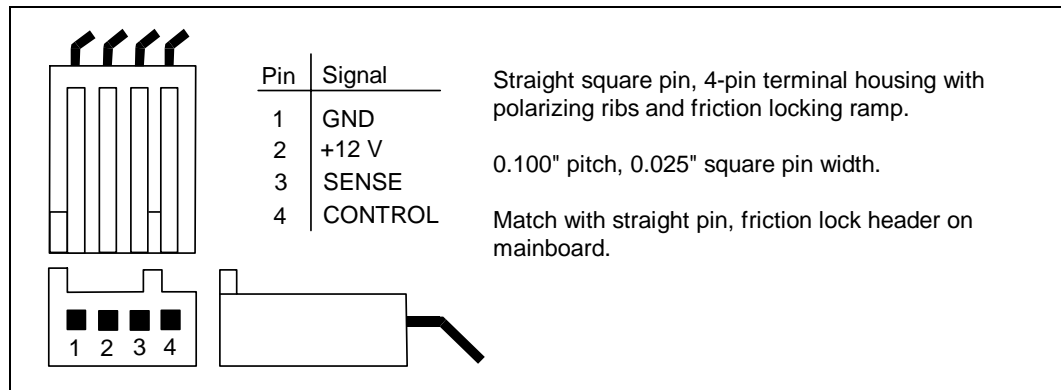 Pin Signal
1 GND
2 +12 V
3 SENSE
4 CONTROL
Straight square pin, 4-pin terminal housing with
polarizing ribs and friction locking ramp.
0.100" pitch, 0.025" square pin width.
Match with straight pin, friction lock header on
mainboard.
1 2 3 4